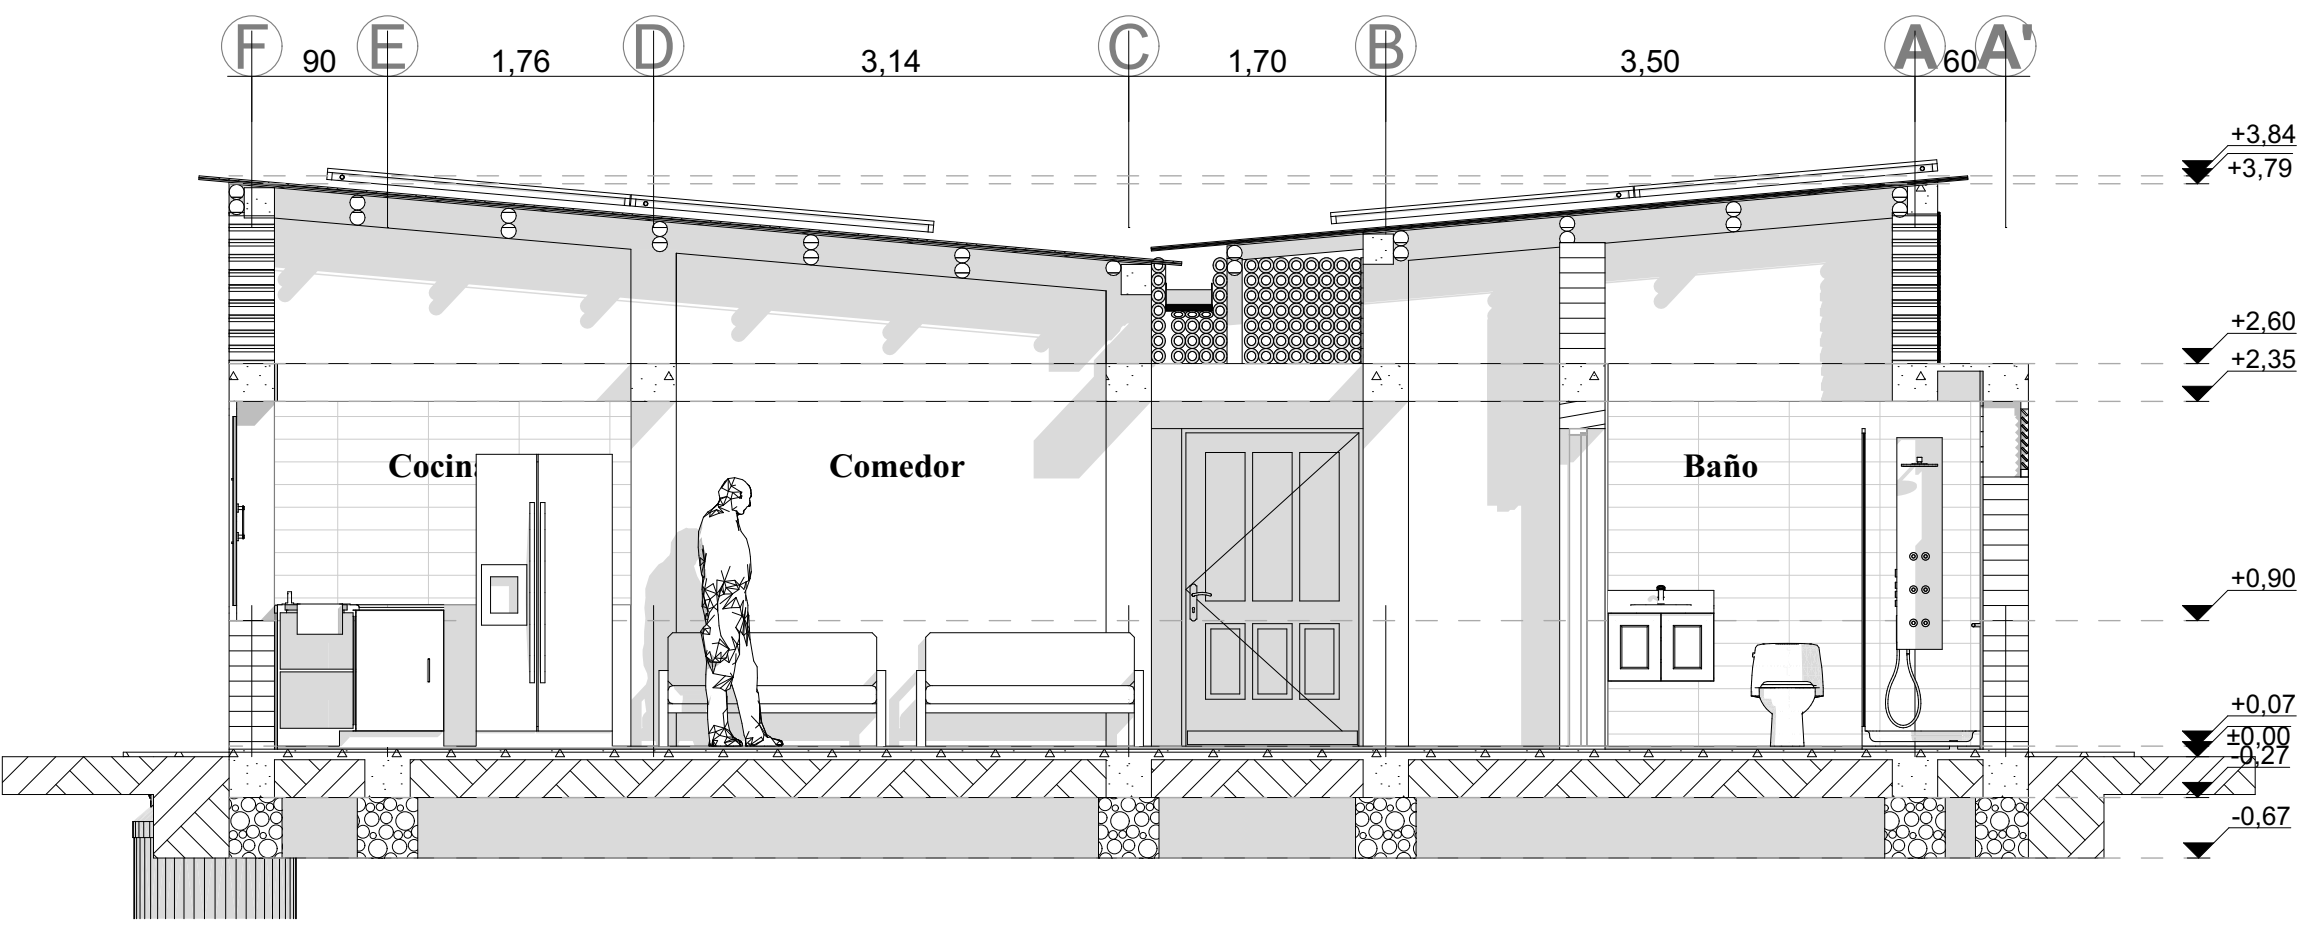 F 90 E 1,76 D 3,14 C 1,70 B 3,50 A 60 A'
+3,84
+3,79
+2,60
+2,35
Cocin
Comedor
Baño
+0,90
+0,07
±0,00
-0,27
-0,67